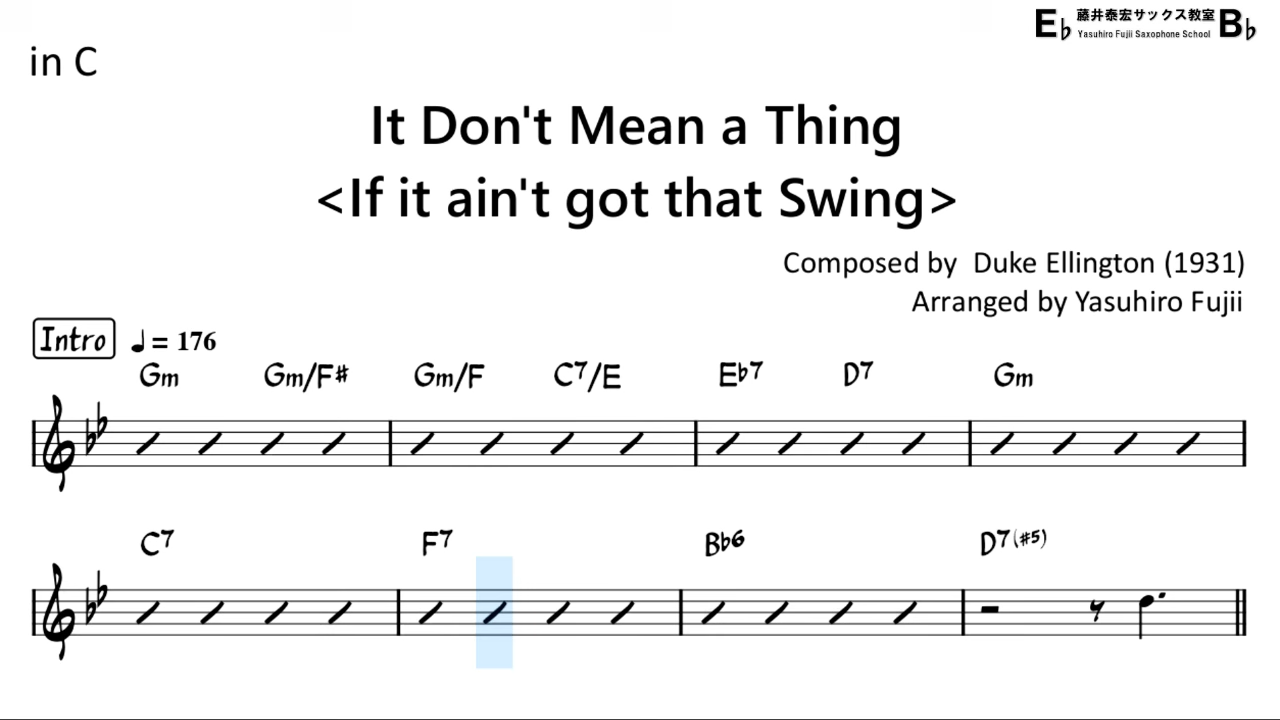 E♭ 藤井泰宏サックス教室 B♭
Yasuhiro Fujii Saxophone School
in C
It Don't Mean a Thing
<If it ain't got that Swing>
Composed by  Duke Ellington (1931)
Arranged by Yasuhiro Fujii
Intro ♩= 176
Gm Gm/F# Gm/F C7/E E♭7 D7 Gm
C7 F7 B♭6 D7(#5)